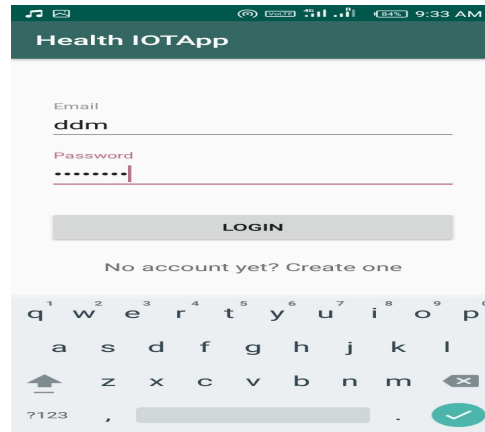 VoLTE 4G 84% 9:33 AM
Health IOTApp
Email
ddm
Password
••••••••
LOGIN
No account yet? Create one
1 2 3 4 5 6 7 8 9
q w e r t y u i o p
a s d f g h j k l
z x c v b n m
?123 , .